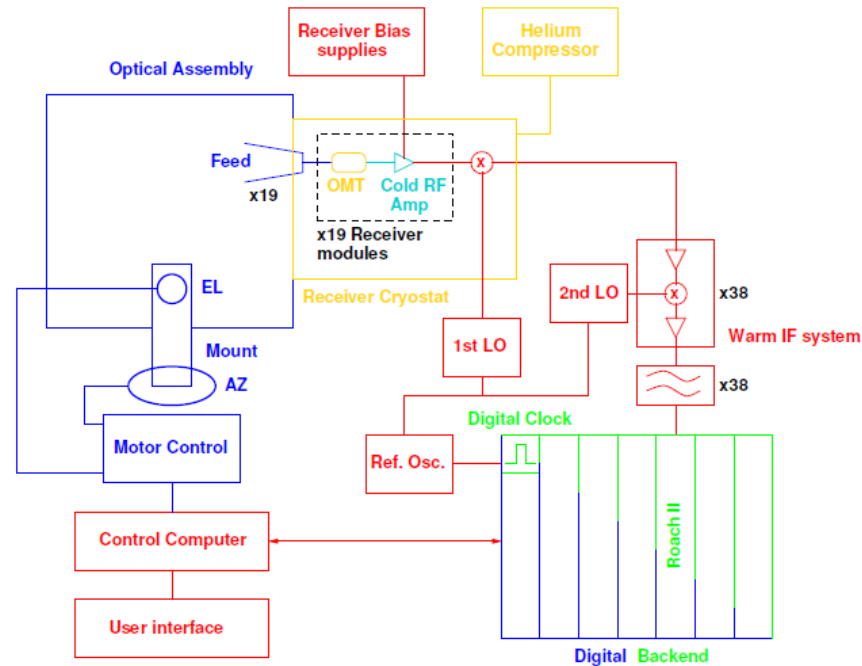 Receiver Bias
supplies
Helium
Compressor
Optical Assembly
Feed
x19
OMT
Cold RF
Amp
x
x19 Receiver
modules
EL
Receiver Cryostat
2nd LO
x
x38
Mount
1st LO
Warm IF system
AZ
x38
Digital Clock
Motor Control
Ref. Osc.
Roach II
Control Computer
User interface
Digital Backend